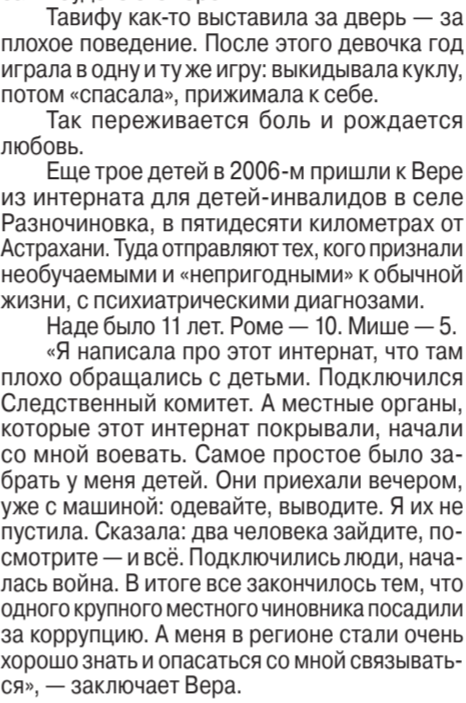 Тавифу как-то выставила за дверь — за
плохое поведение. После этого девочка год
играла в одну и ту же игру: выкидывала куклу,
потом «спасала», прижимала к себе.
Так переживается боль и рождается
любовь.
Еще трое детей в 2006-м пришли к Вере
из интерната для детей-инвалидов в селе
Разночиновка, в пятидесяти километрах от
Астрахани. Туда отправляют тех, кого признали
необучаемыми и «непригодными» к обычной
жизни, с психиатрическими диагнозами.
Наде было 11 лет. Роме — 10. Мише — 5.
«Я написала про этот интернат, что там
плохо обращались с детьми. Подключился
Следственный комитет. А местные органы,
которые этот интернат покрывали, начали
со мной воевать. Самое простое было за-
брать у меня детей. Они приехали вечером,
уже с машиной: одевайте, выводите. Я их не
пустила. Сказала: два человека зайдите, по-
смотрите — и всё. Подключились люди, нача-
лась война. В итоге все закончилось тем, что
одного крупного местного чиновника посадили
за коррупцию. А меня в регионе стали очень
хорошо знать и опасаться со мной связывать-
ся», — заключает Вера.